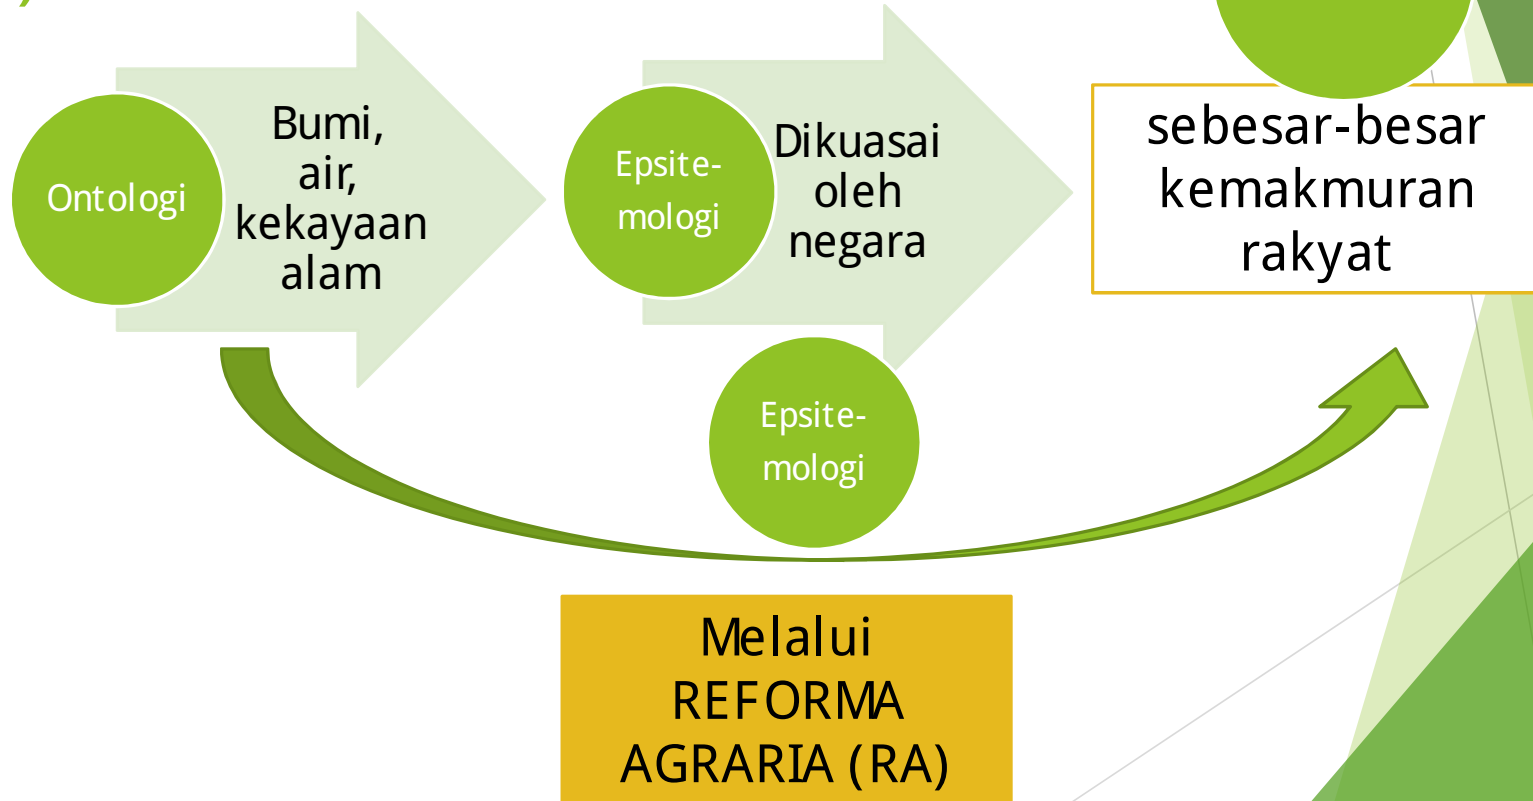 Ontologi
Bumi,
air,
kekayaan
alam
Epsite-
mologi
Dikuasai
oleh
negara
sebesar-besar
kemakmuran
rakyat
Epsite-
mologi
Melalui
REFORMA
AGRARIA (RA)